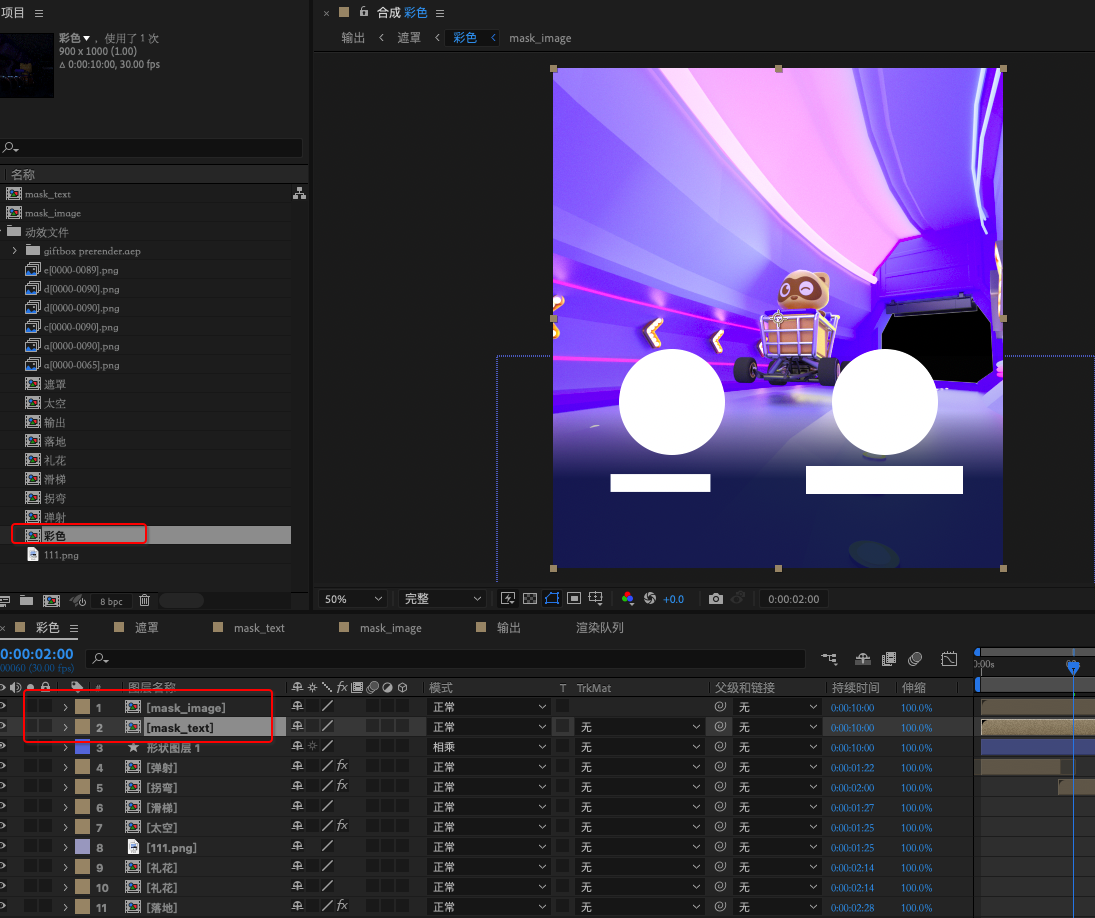 项目
彩色 ，使用了 1 次
900 x 1000 (1.00)
Δ 0:00:10:00, 30.00 fps
名称
mask_text
mask_image
动效文件
giftbox prerender.aep
e[0000-0089].png
d[0000-0090].png
d[0000-0090].png
c[0000-0090].png
a[0000-0090].png
a[0000-0065].png
遮罩
太空
输出
落地
礼花
滑梯
拐弯
弹射
彩色
111.png
8 bpc
合成 彩色
输出 遮罩 彩色 mask_image
50% 完整 +0.0 0:00:02:00
彩色 遮罩 mask_text mask_image 输出 渲染队列
0:00:02:00
00060 (30.00 fps)
0:00s
# 图层名称 fx 模式 T TrkMat 父级和链接 持续时间 伸缩
1 [mask_image] 正常 无 0:00:10:00 100.0%
2 [mask_text] 正常 无 无 0:00:10:00 100.0%
3 形状图层 1 相乘 无 无 0:00:10:00 100.0%
4 [弹射] fx 正常 无 无 0:00:01:22 100.0%
5 [拐弯] fx 正常 无 无 0:00:02:00 100.0%
6 [滑梯] 正常 无 无 0:00:01:27 100.0%
7 [太空] fx 正常 无 无 0:00:01:25 100.0%
8 [111.png] 正常 无 无 0:00:01:25 100.0%
9 [礼花] 正常 无 无 0:00:02:14 100.0%
10 [礼花] 正常 无 无 0:00:02:14 100.0%
11 [落地] fx 正常 无 无 0:00:02:28 100.0%